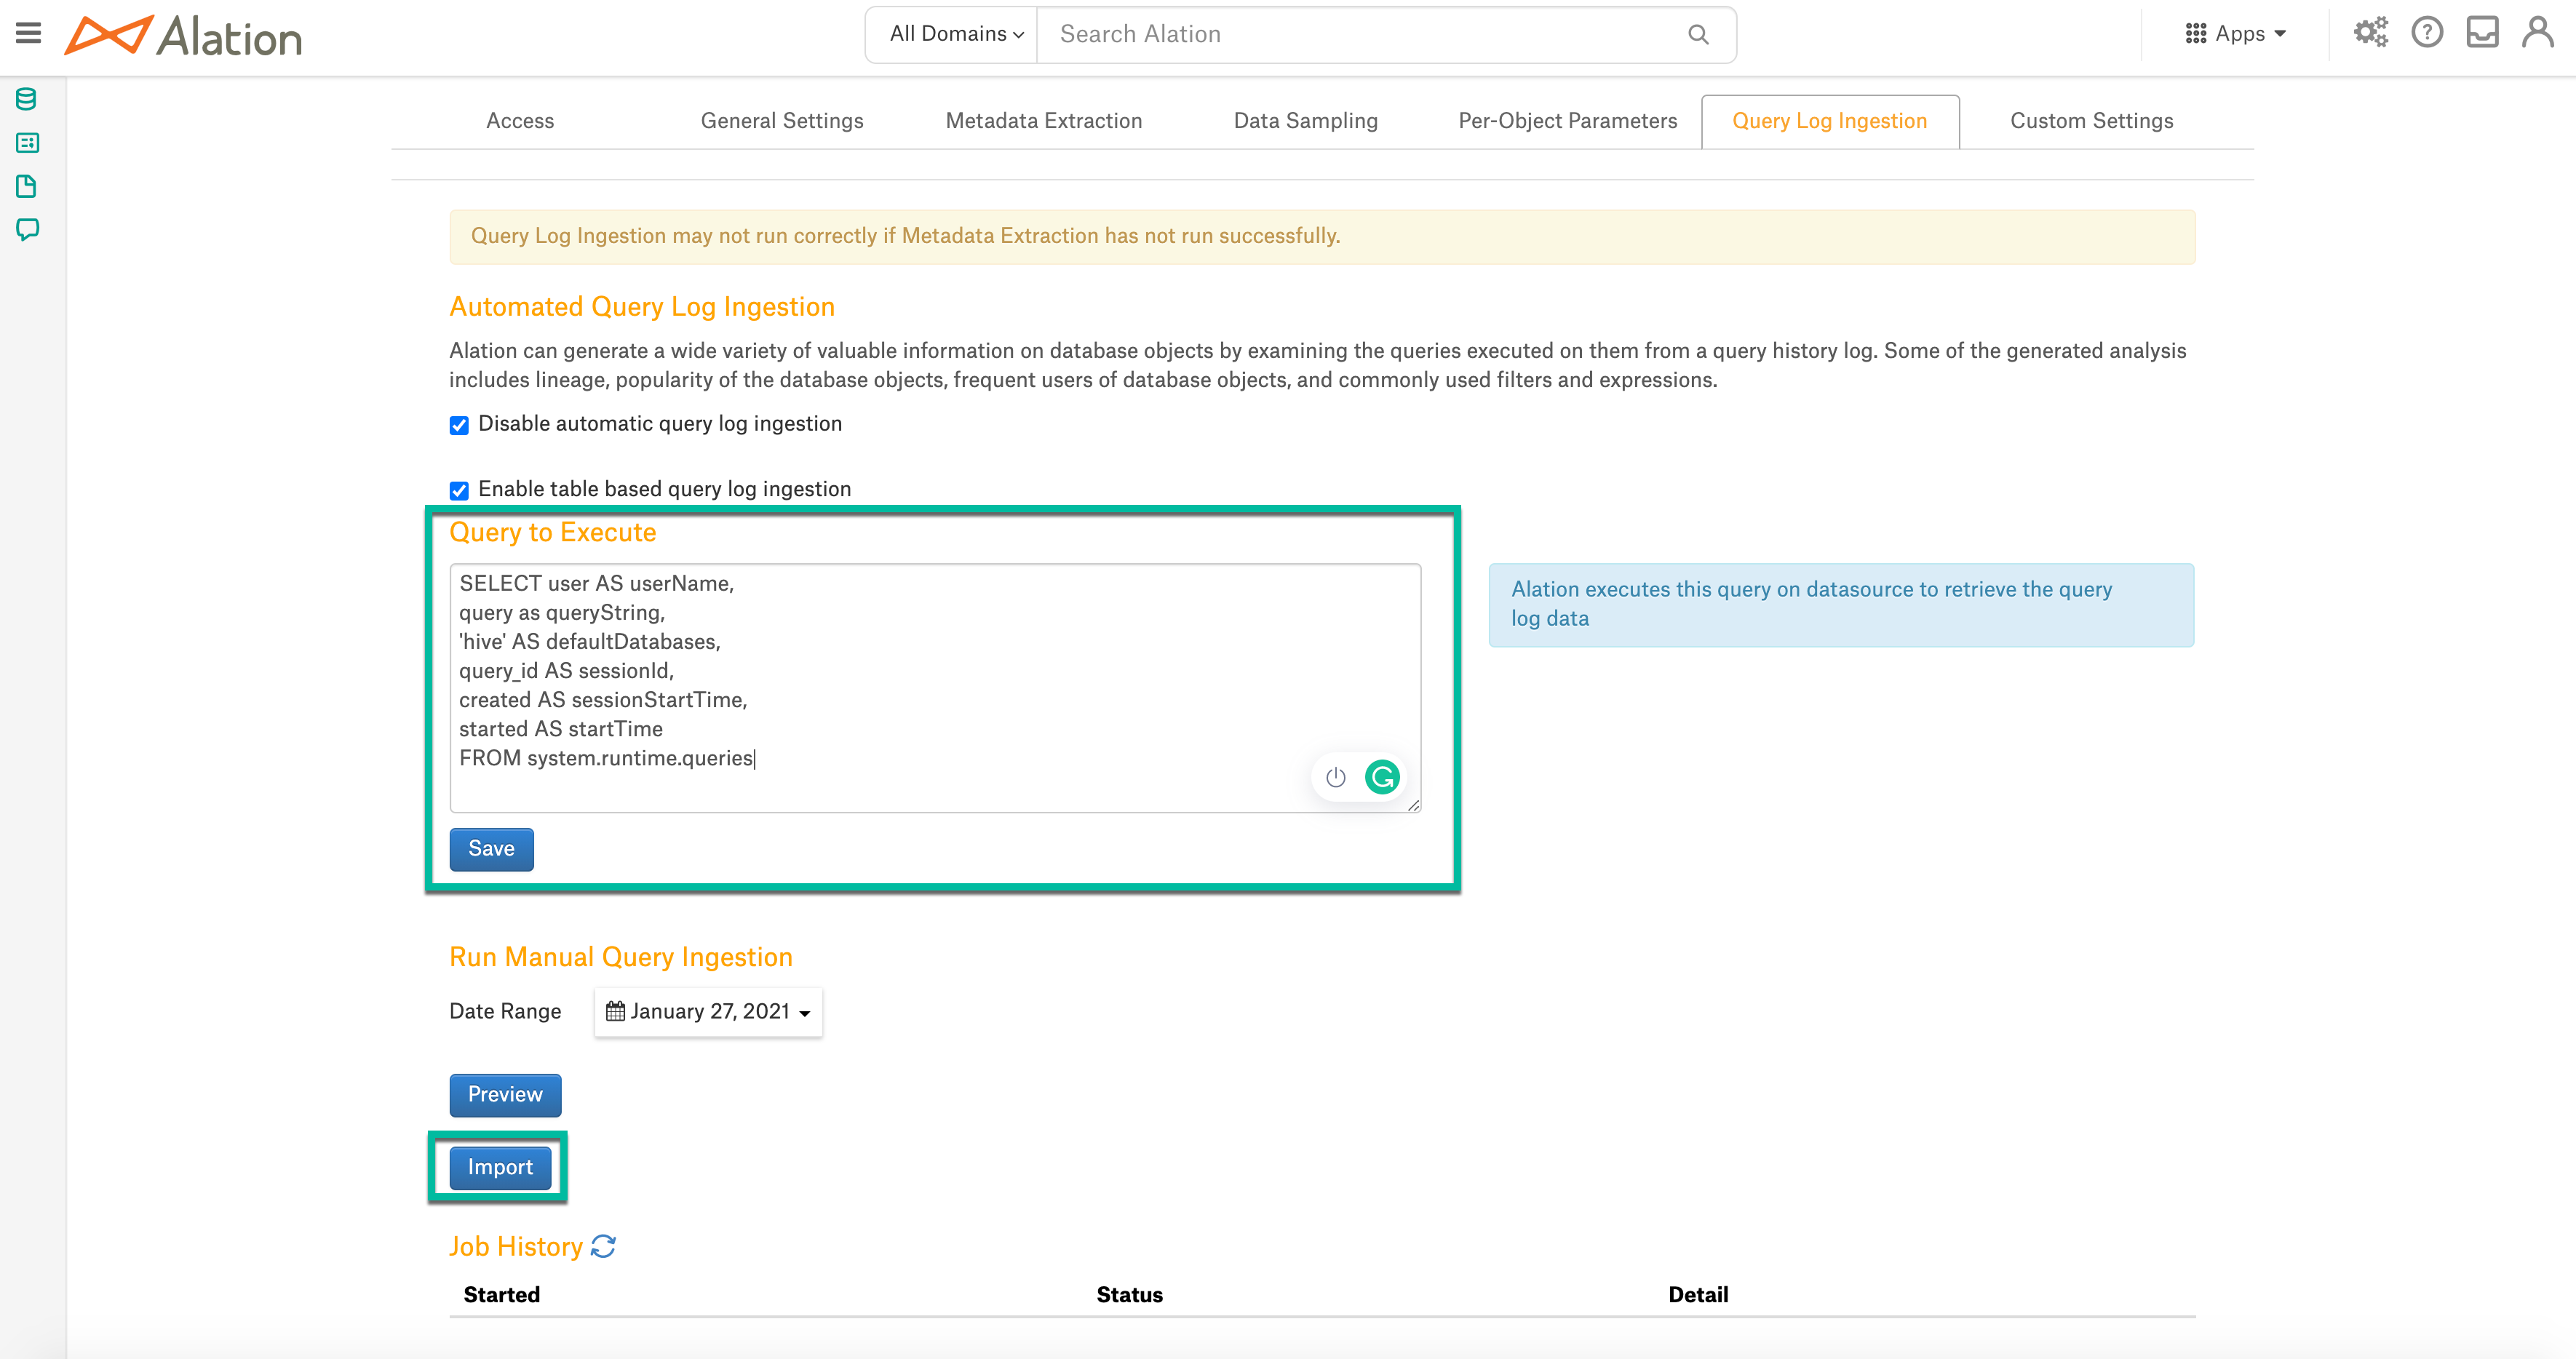 Alation
All Domains
Search Alation
Apps
Access
General Settings
Metadata Extraction
Data Sampling
Per-Object Parameters
Query Log Ingestion
Custom Settings
Query Log Ingestion may not run correctly if Metadata Extraction has not run successfully.
Automated Query Log Ingestion
Alation can generate a wide variety of valuable information on database objects by examining the queries executed on them from a query history log. Some of the generated analysis
includes lineage, popularity of the database objects, frequent users of database objects, and commonly used filters and expressions.
Disable automatic query log ingestion
Enable table based query log ingestion
Query to Execute
SELECT user AS userName,
query as queryString,
'hive' AS defaultDatabases,
query_id AS sessionId,
created AS sessionStartTime,
started AS startTime
FROM system.runtime.queries
Alation executes this query on datasource to retrieve the query
log data
Save
Run Manual Query Ingestion
Date Range
January 27, 2021
Preview
Import
Job History
Started
Status
Detail